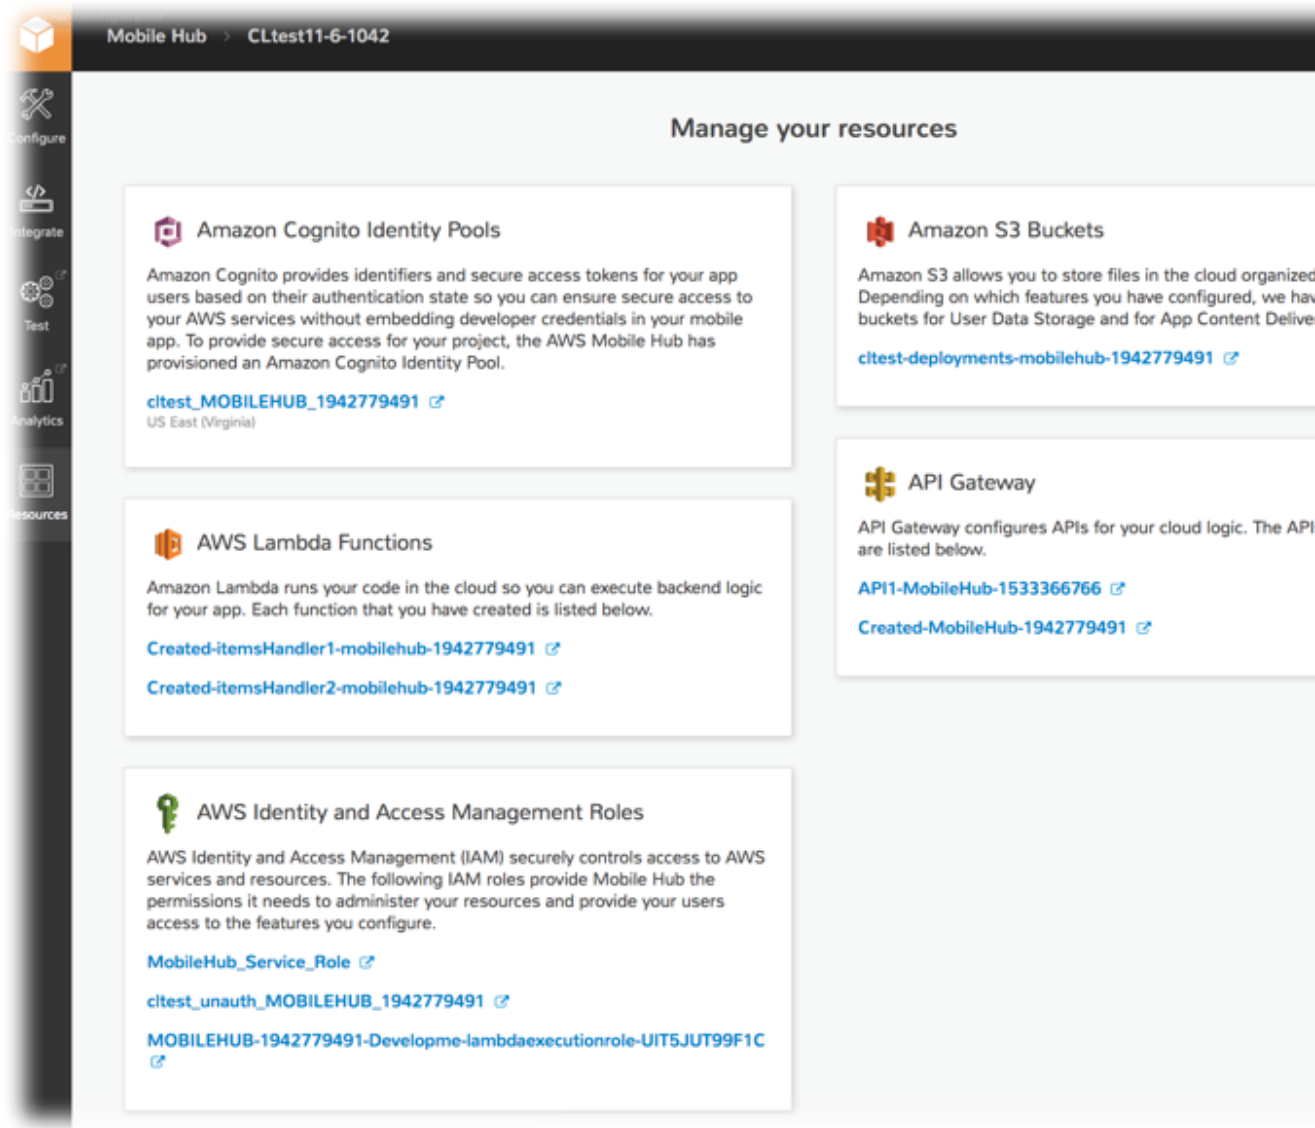 Mobile Hub > CLtest11-6-1042
Configure
Integrate
Test
Analytics
Resources
Manage your resources
Amazon Cognito Identity Pools
Amazon Cognito provides identifiers and secure access tokens for your app
users based on their authentication state so you can ensure secure access to
your AWS services without embedding developer credentials in your mobile
app. To provide secure access for your project, the AWS Mobile Hub has
provisioned an Amazon Cognito Identity Pool.
cltest_MOBILEHUB_1942779491
US East (Virginia)
AWS Lambda Functions
Amazon Lambda runs your code in the cloud so you can execute backend logic
for your app. Each function that you have created is listed below.
Created-itemsHandler1-mobilehub-1942779491
Created-itemsHandler2-mobilehub-1942779491
AWS Identity and Access Management Roles
AWS Identity and Access Management (IAM) securely controls access to AWS
services and resources. The following IAM roles provide Mobile Hub the
permissions it needs to administer your resources and provide your users
access to the features you configure.
MobileHub_Service_Role
cltest_unauth_MOBILEHUB_1942779491
MOBILEHUB-1942779491-Developme-lambdaexecutionrole-UIT5JUT99F1C
Amazon S3 Buckets
Amazon S3 allows you to store files in the cloud organized
Depending on which features you have configured, we hav
buckets for User Data Storage and for App Content Delive
cltest-deployments-mobilehub-1942779491
API Gateway
API Gateway configures APIs for your cloud logic. The API
are listed below.
API1-MobileHub-1533366766
Created-MobileHub-1942779491